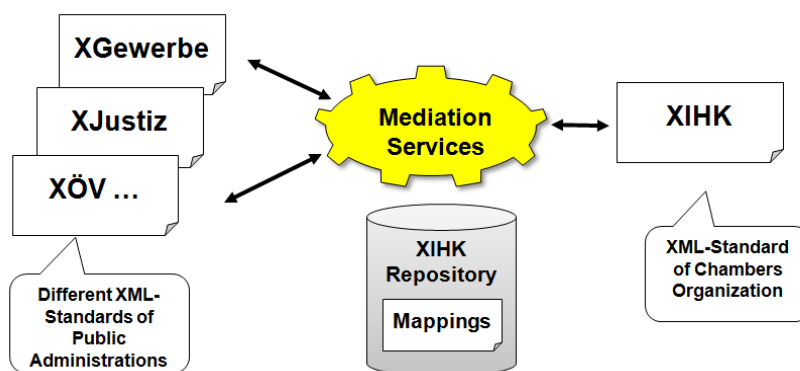 XGewerbe
XJustiz
XÖV ...
Different XML-
Standards of
Public
Administrations
Mediation
Services
XIHK
Repository
Mappings
XIHK
XML-Standard
of Chambers
Organization